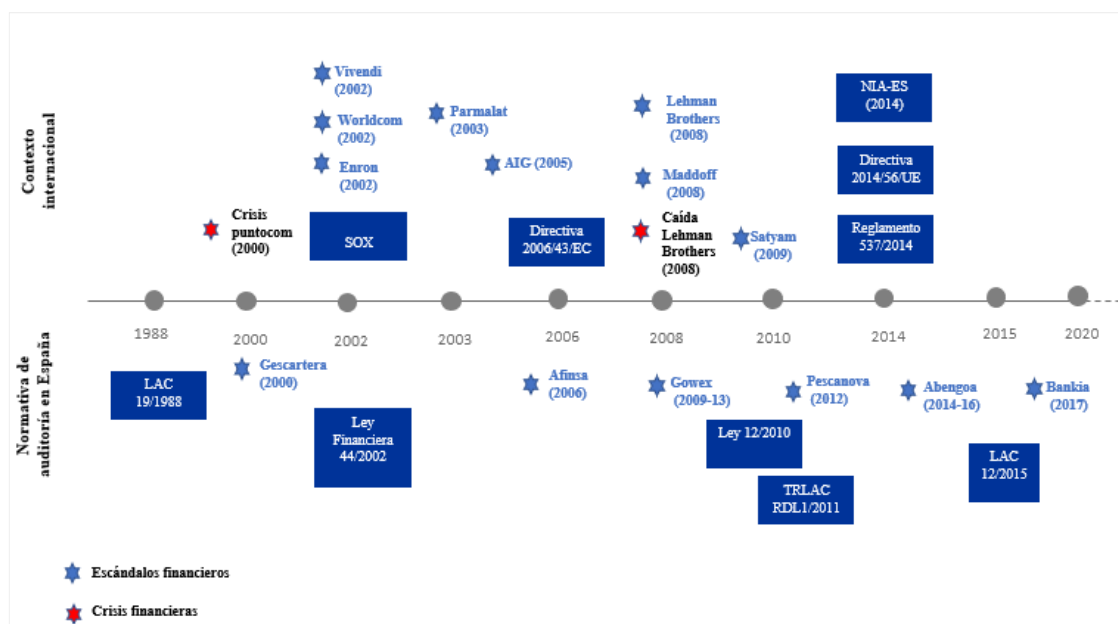 Contexto
internacional
Vivendi
(2002)
Worldcom
(2002)
Enron
(2002)
Parmalat
(2003)
AIG (2005)
Lehman
Brothers
(2008)
Maddoff
(2008)
NIA-ES
(2014)
Directiva
2014/56/UE
Reglamento
537/2014
Crisis
puntocom
(2000)
SOX
Directiva
2006/43/EC
Caída
Lehman
Brothers
(2008)
Satyam
(2009)
1988
2000
2002
2003
2006
2008
2010
2014
2015
2020
Normativa de
auditoría en España
LAC
19/1988
Gescartera
(2000)
Ley
Financiera
44/2002
Afinsa
(2006)
Gowex
(2009-13)
Ley 12/2010
Pescanova
(2012)
TRLAC
RDL1/2011
Abengoa
(2014-16)
LAC
12/2015
Bankia
(2017)
Escándalos financieros
Crisis financieras